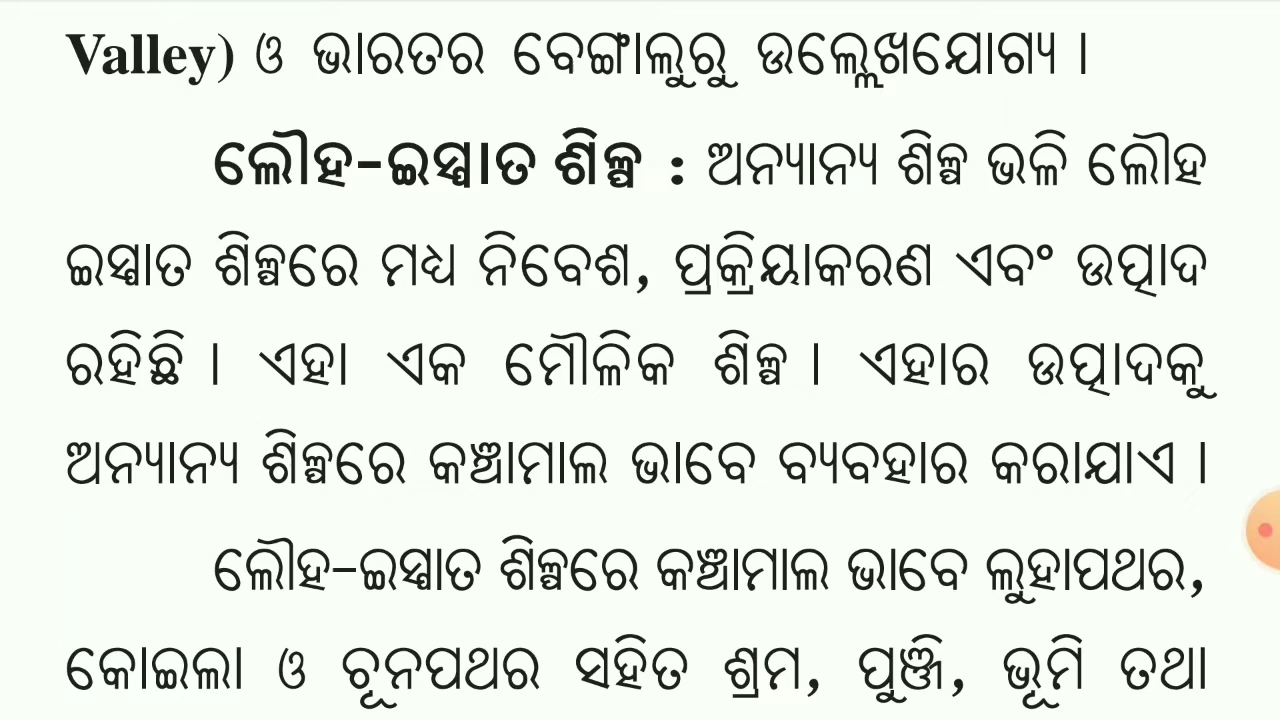 Valley) ଓ ଭାରତର ବେଙ୍ଗାଲୁରୁ ଉଲ୍ଲେଖଯୋଗ୍ୟ ।
ଲୌହ-ଇସ୍ପାତ ଶିଳ୍ପ : ଅନ୍ୟାନ୍ୟ ଶିଳ୍ପ ଭଳି ଲୌହ
ଇସ୍ପାତ ଶିଳ୍ପରେ ମଧ୍ୟ ନିବେଶ, ପ୍ରକ୍ରିୟାକରଣ ଏବଂ ଉତ୍ପାଦ
ରହିଛି । ଏହା ଏକ ମୌଳିକ ଶିଳ୍ପ । ଏହାର ଉତ୍ପାଦକୁ
ଅନ୍ୟାନ୍ୟ ଶିଳ୍ପରେ କଞ୍ଚାମାଲ ଭାବେ ବ୍ୟବହାର କରାଯାଏ ।
ଲୌହ-ଇସ୍ପାତ ଶିଳ୍ପରେ କଞ୍ଚାମାଲ ଭାବେ ଲୁହାପଥର,
କୋଇଲା ଓ ଚୂନପଥର ସହିତ ଶ୍ରମ, ପୁଞ୍ଜି, ଭୂମି ତଥା